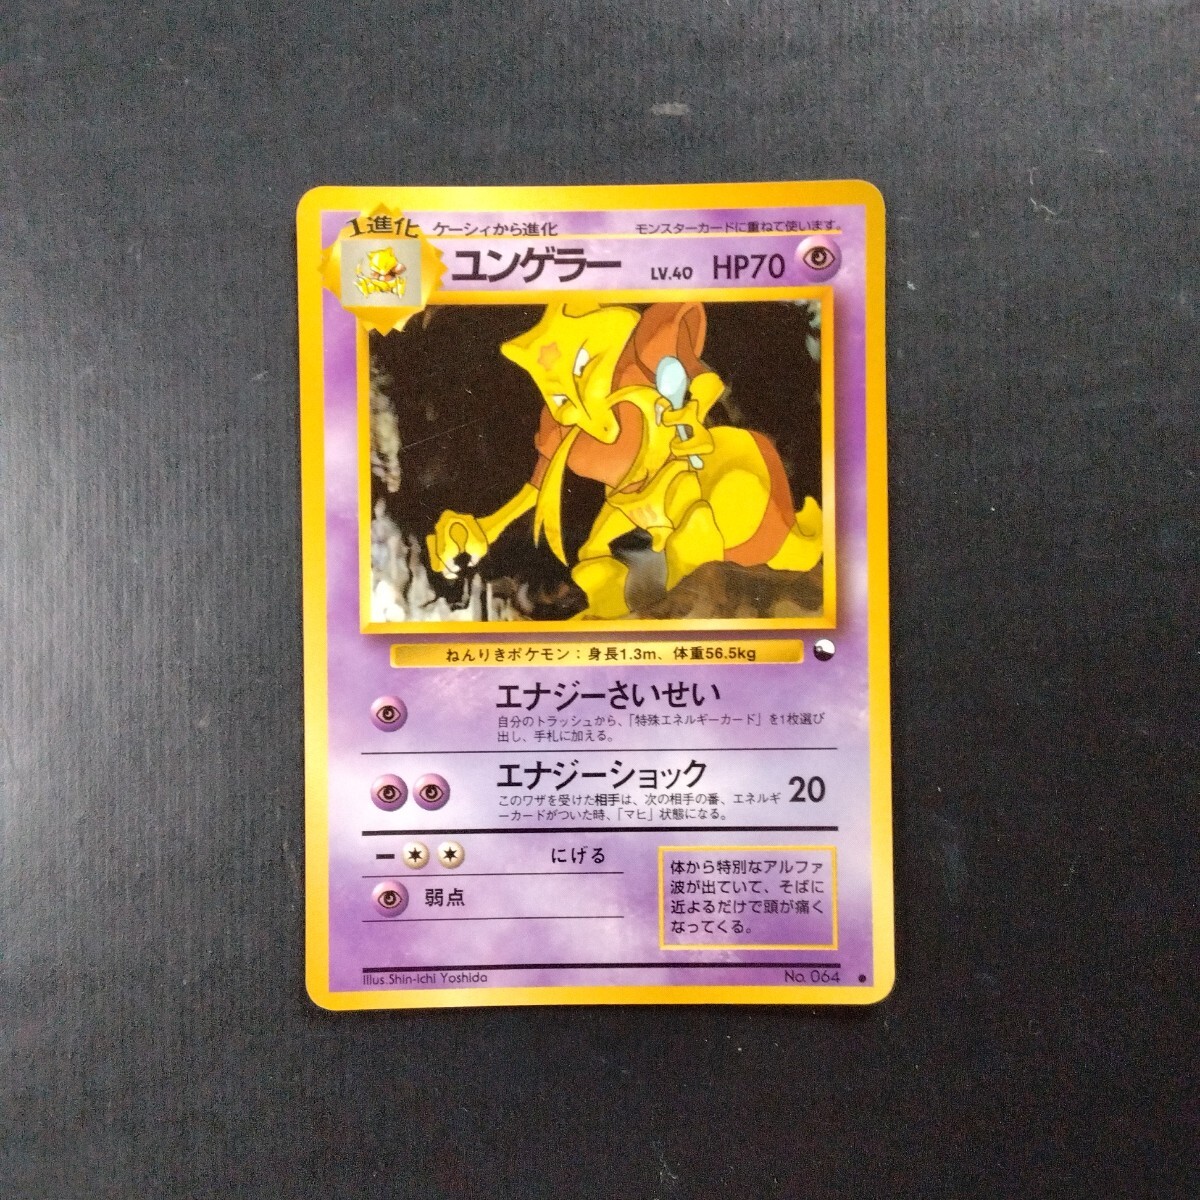 1進化 ケーシィから進化 モンスターカードに重ねて使います。
ユンゲラー LV.40 HP70
ねんりきポケモン：身長1.3m、体重56.5kg
エナジーさいせい
自分のトラッシュから、「特殊エネルギーカード」を1枚選び
出し、手札に加える。
エナジーショック 20
このワザを受けた相手は、次の相手の番、エネルギ
ーカードがついた時、「マヒ」状態になる。
ー にげる
弱点
体から特別なアルファ
波が出ていて、そばに
近よるだけで頭が痛く
なってくる。
Illus.Shin-ichi Yoshida No. 064 ●